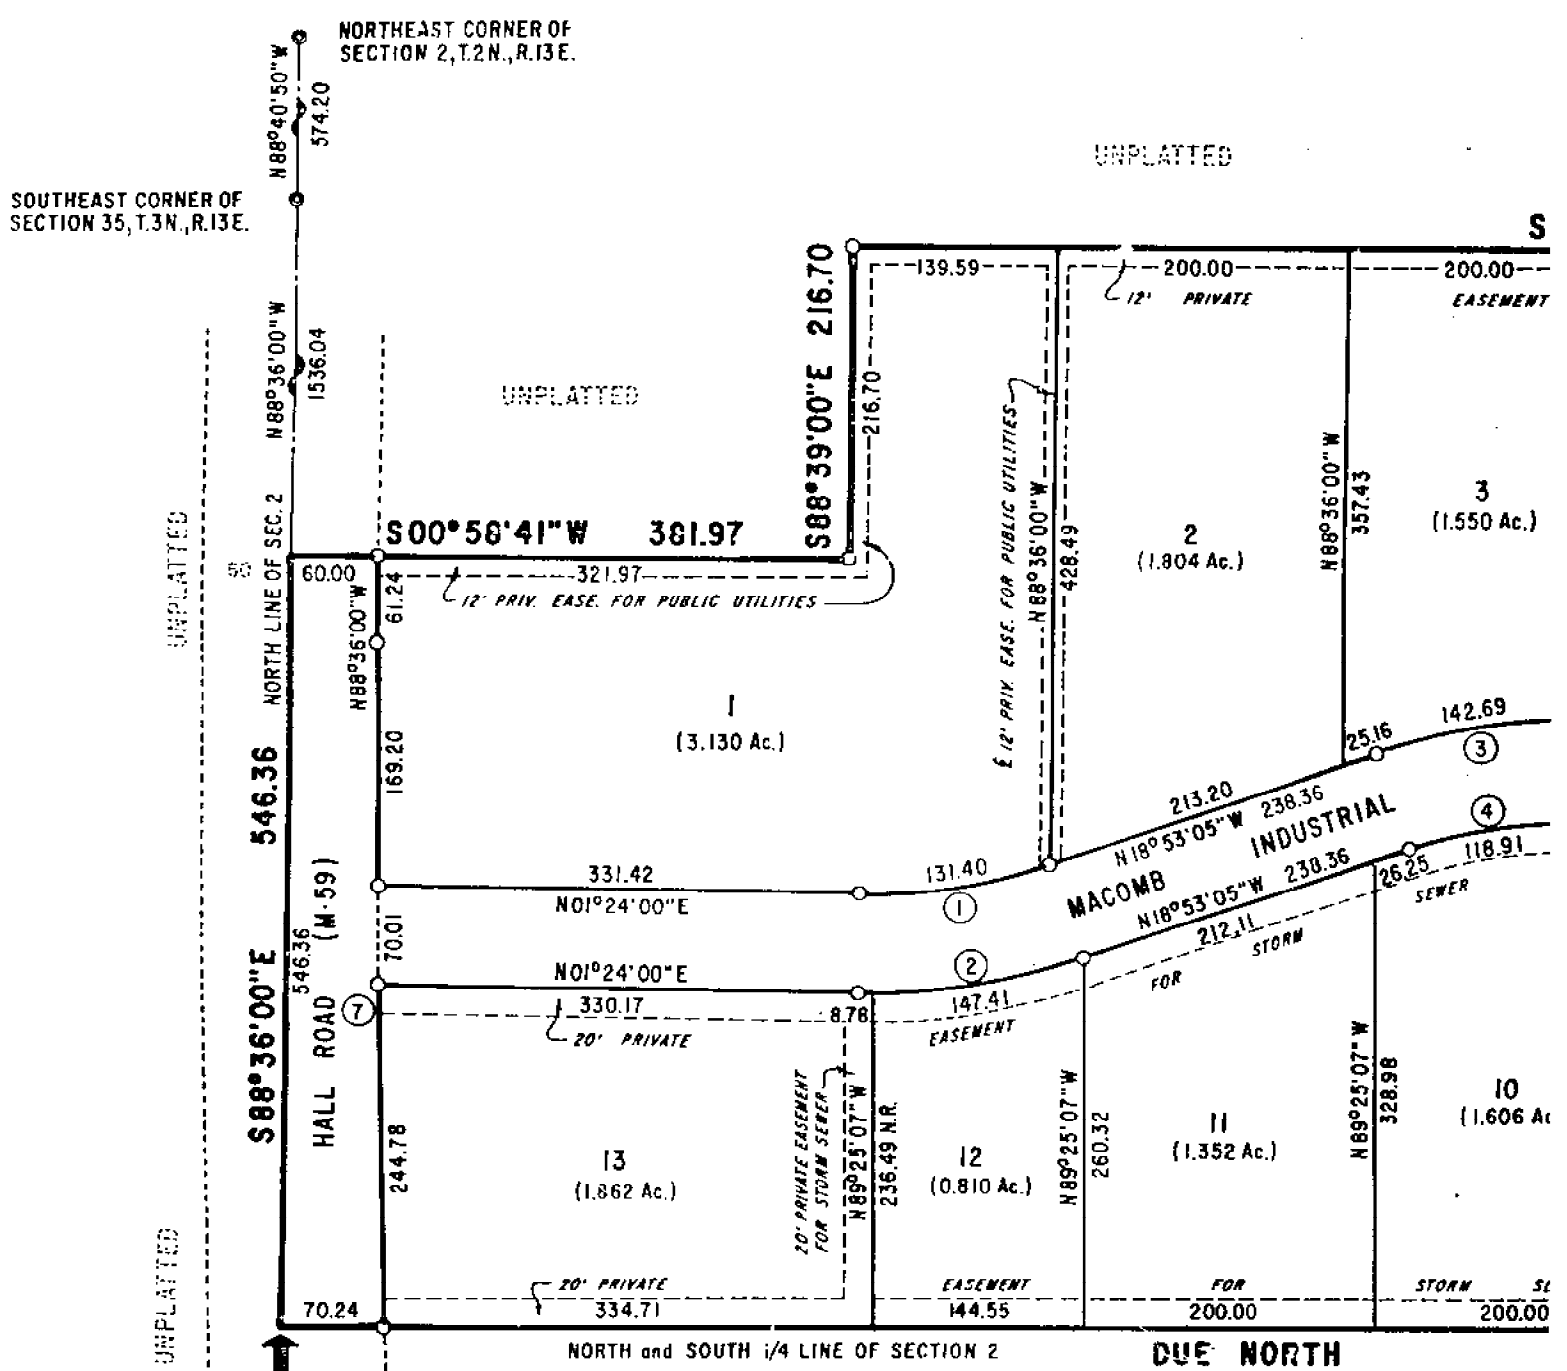 NORTHEAST CORNER OF
SECTION 2, T.2N., R.13E.
N88°40'50"W
574.20
SOUTHEAST CORNER OF
SECTION 35, T.3N., R.13E.
N88°36'00"W
1536.04
UNPLATTED
S
139.59
200.00
200.00
12' PRIVATE
EASEMENT
S88°39'00"E 216.70
216.70
UNPLATTED
NORTH LINE OF SEC. 2
UNPLATTED
60.00
61.24
N88°36'00"W
321.97
12' PRIV. EASE. FOR PUBLIC UTILITIES
₤ 12' PRIV. EASE. FOR PUBLIC UTILITIES
N88°36'00"W
428.49
2
(1.804 Ac.)
N88°36'00"W
357.43
3
(1.550 Ac.)
1
(3.130 Ac.)
169.20
S88°36'00"E 546.36
546.36
HALL ROAD (M-59)
331.42
N01°24'00"E
131.40
1
213.20
N18°53'05"W 238.36
25.16
142.69
3
MACOMB INDUSTRIAL
4
118.91
N18°53'05"W 238.36
26.25
212.11
FOR STORM SEWER
70.01
N01°24'00"E
2
147.41
EASEMENT
7
330.17
8.78
20' PRIVATE
244.78
13
(1.862 Ac.)
20' PRIVATE EASEMENT
FOR STORM SEWER
N89°25'07"W
236.49 N.R.
12
(0.810 Ac.)
N89°25'07"W
260.32
11
(1.352 Ac.)
N89°25'07"W
328.98
10
(1.606 Ac
UNPLATTED
20' PRIVATE
EASEMENT
FOR
STORM
70.24
334.71
144.55
200.00
200.00
NORTH and SOUTH 1/4 LINE OF SECTION 2
DUE NORTH